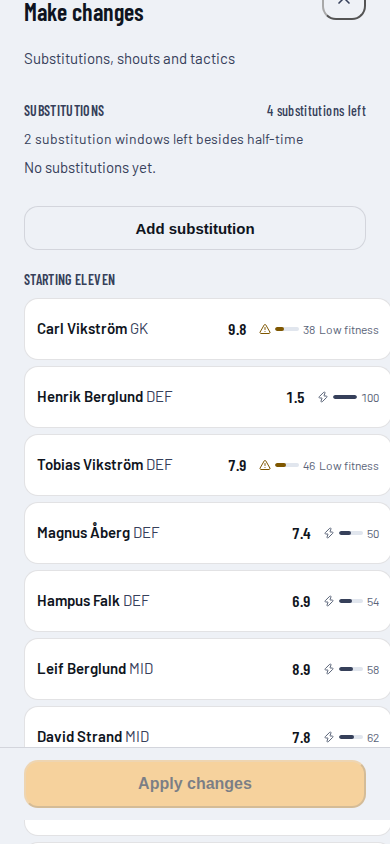 Make changes
Substitutions, shouts and tactics
SUBSTITUTIONS 4 substitutions left
2 substitution windows left besides half-time
No substitutions yet.
Add substitution
STARTING ELEVEN
Carl Vikström GK 9.8 38 Low fitness
Henrik Berglund DEF 1.5 100
Tobias Vikström DEF 7.9 46 Low fitness
Magnus Åberg DEF 7.4 50
Hampus Falk DEF 6.9 54
Leif Berglund MID 8.9 58
David Strand MID 7.8 62
Apply changes